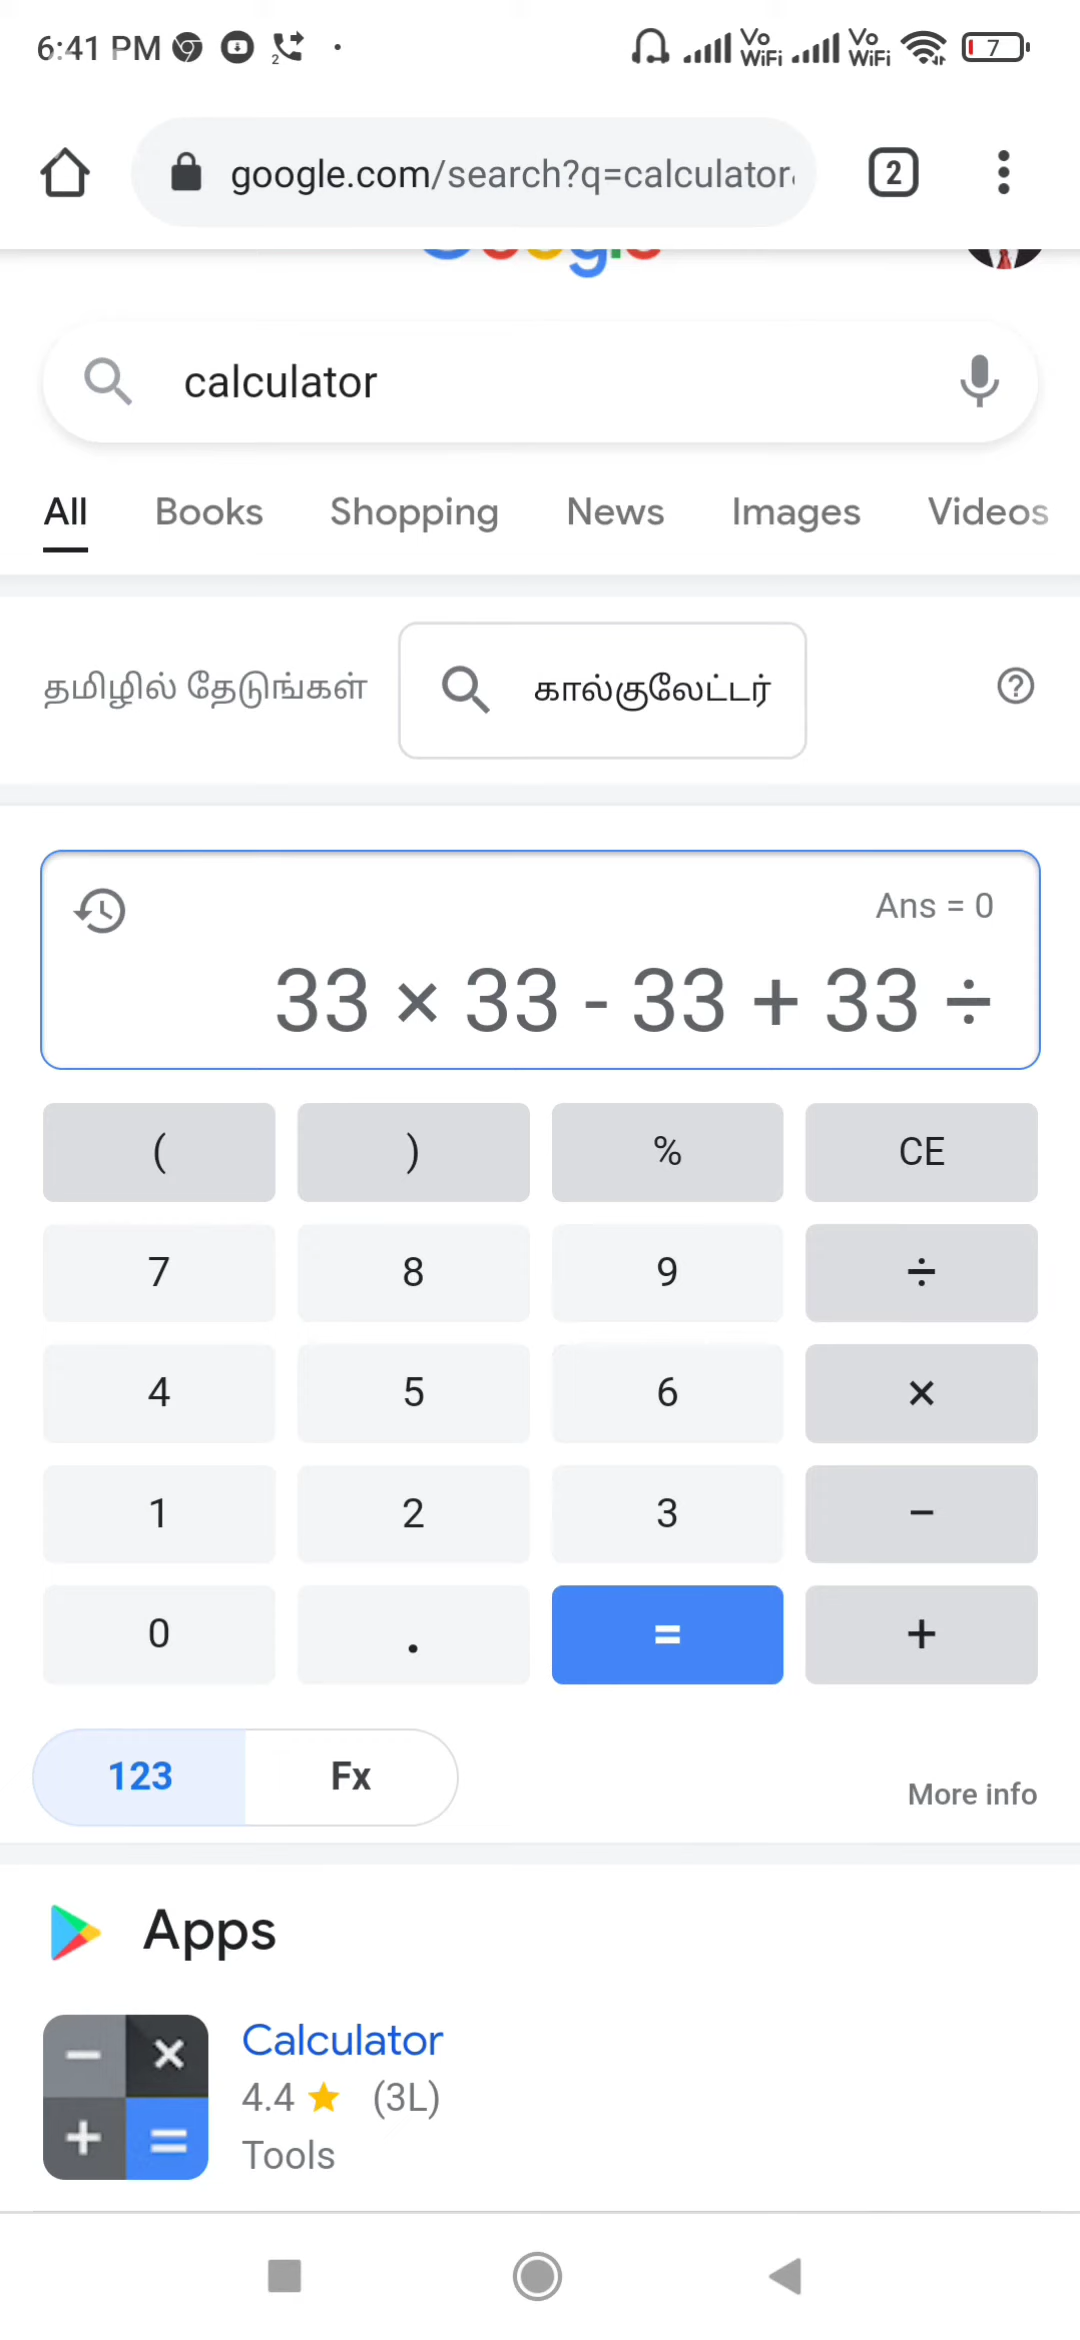 6:41 PM 2 Vo WiFi Vo WiFi 7
google.com/search?q=calculator
2
Google
calculator
All Books Shopping News Images Videos
தமிழில் தேடுங்கள் கால்குலேட்டர் ?
Ans = 0
33 × 33 - 33 + 33 ÷
( ) % CE
7 8 9 ÷
4 5 6 ×
1 2 3 −
0 . = +
123 Fx
More info
Apps
− ×
+ =
Calculator
4.4 ★ (3L)
Tools